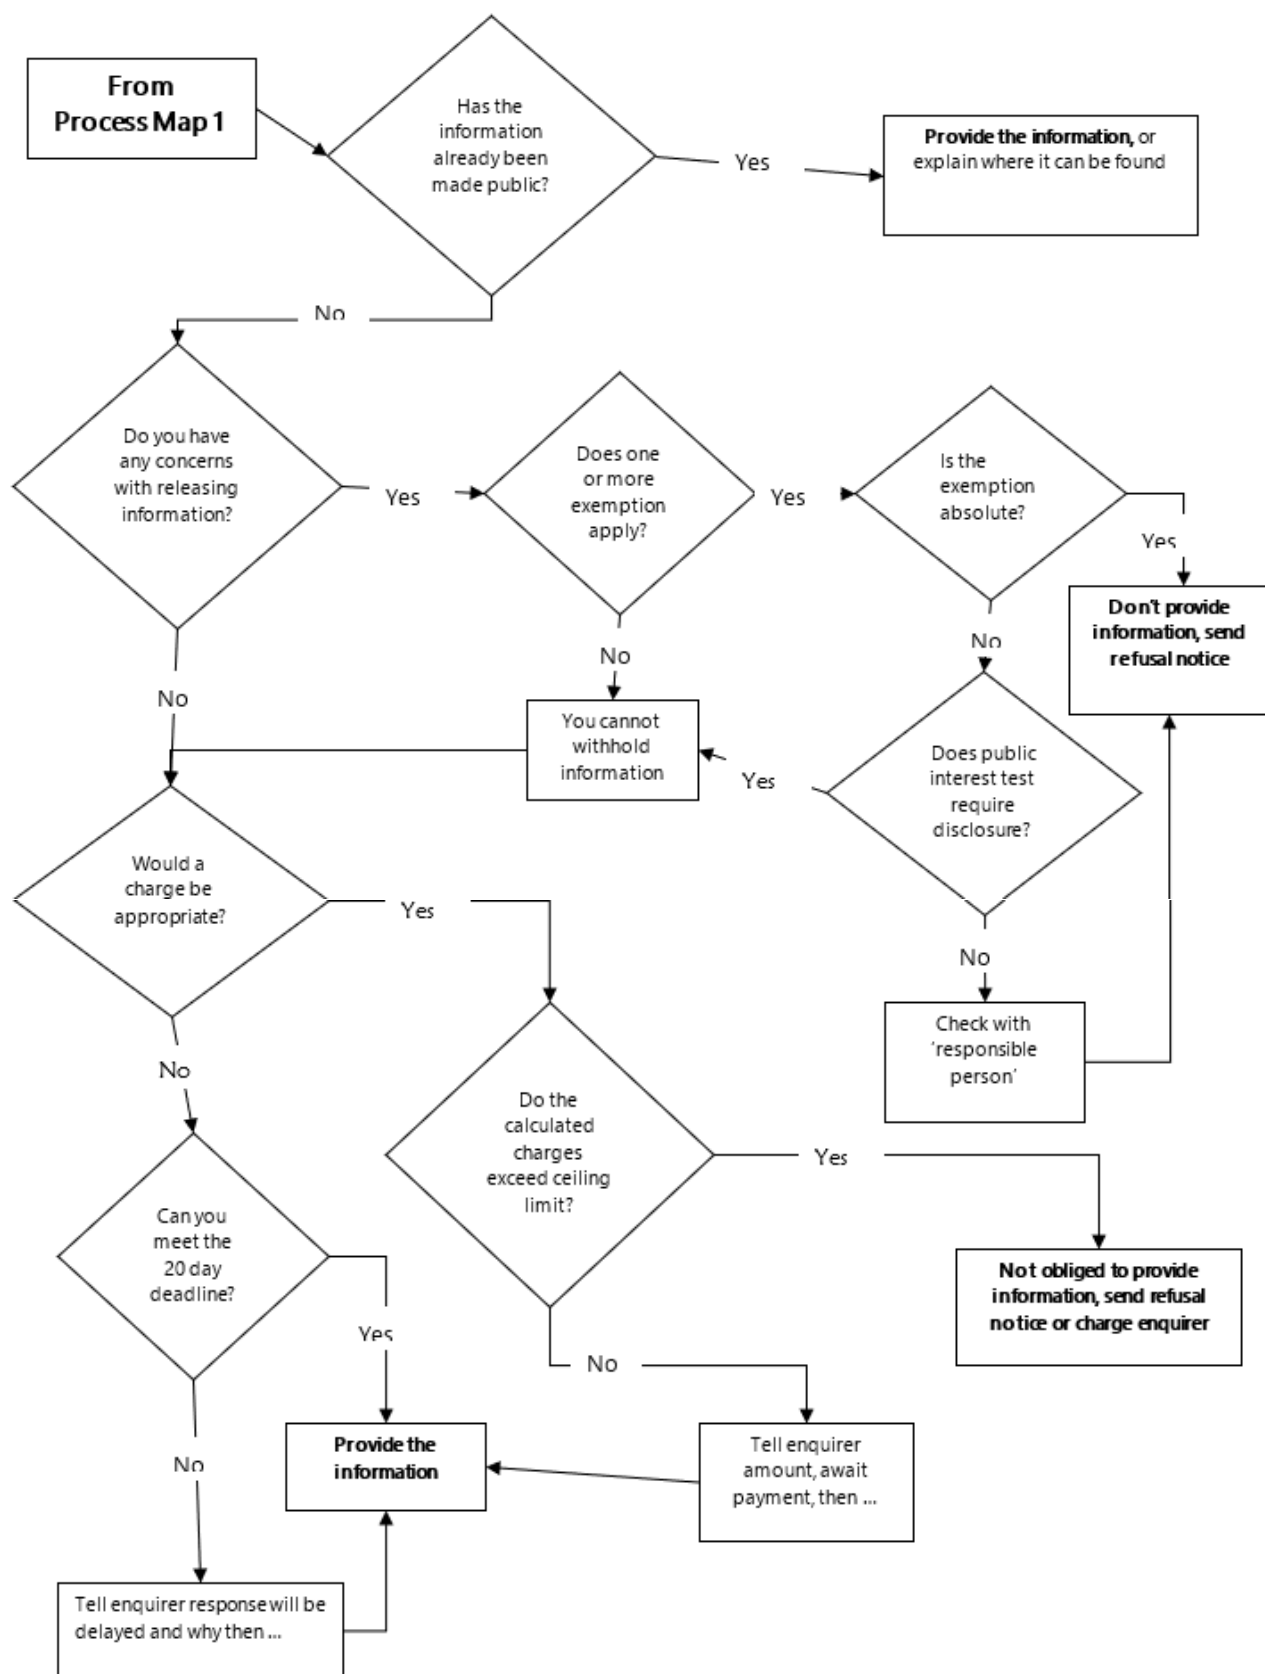 From
Process Map 1
Has the
information
already been
made public?
Yes
Provide the information, or
explain where it can be found
No
Do you have
any concerns
with releasing
information?
Yes
Does one
or more
exemption
apply?
Yes
Is the
exemption
absolute?
Yes
Don't provide
information, send
refusal notice
No
No
No
You cannot
withhold
information
Yes
Does public
interest test
require
disclosure?
Would a
charge be
appropriate?
Yes
No
Check with
'responsible
person'
No
Do the
calculated
charges
exceed ceiling
limit?
Yes
Can you
meet the
20 day
deadline?
Not obliged to provide
information, send refusal
notice or charge enquirer
Yes
No
Provide the
information
Tell enquirer
amount, await
payment, then ...
No
Tell enquirer response will be
delayed and why then ...